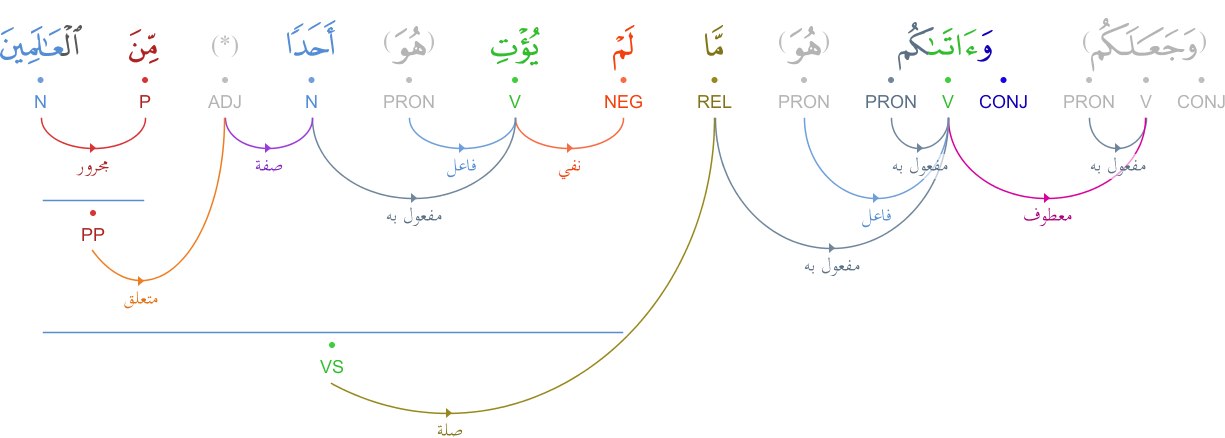 (وَجَعَلَكُم) وَءَاتَىٰكُم (هُوَ) مَّا لَمْ يُؤْتِ (هُوَ) أَحَدًا (*) مِّنَ ٱلْعَـٰلَمِينَ
CONJ V PRON CONJ V PRON PRON REL NEG V PRON N ADJ P N
مفعول به مفعول به نفي فاعل صفة مجرور
معطوف فاعل مفعول به
PP
مفعول به
متعلق
VS
صلة